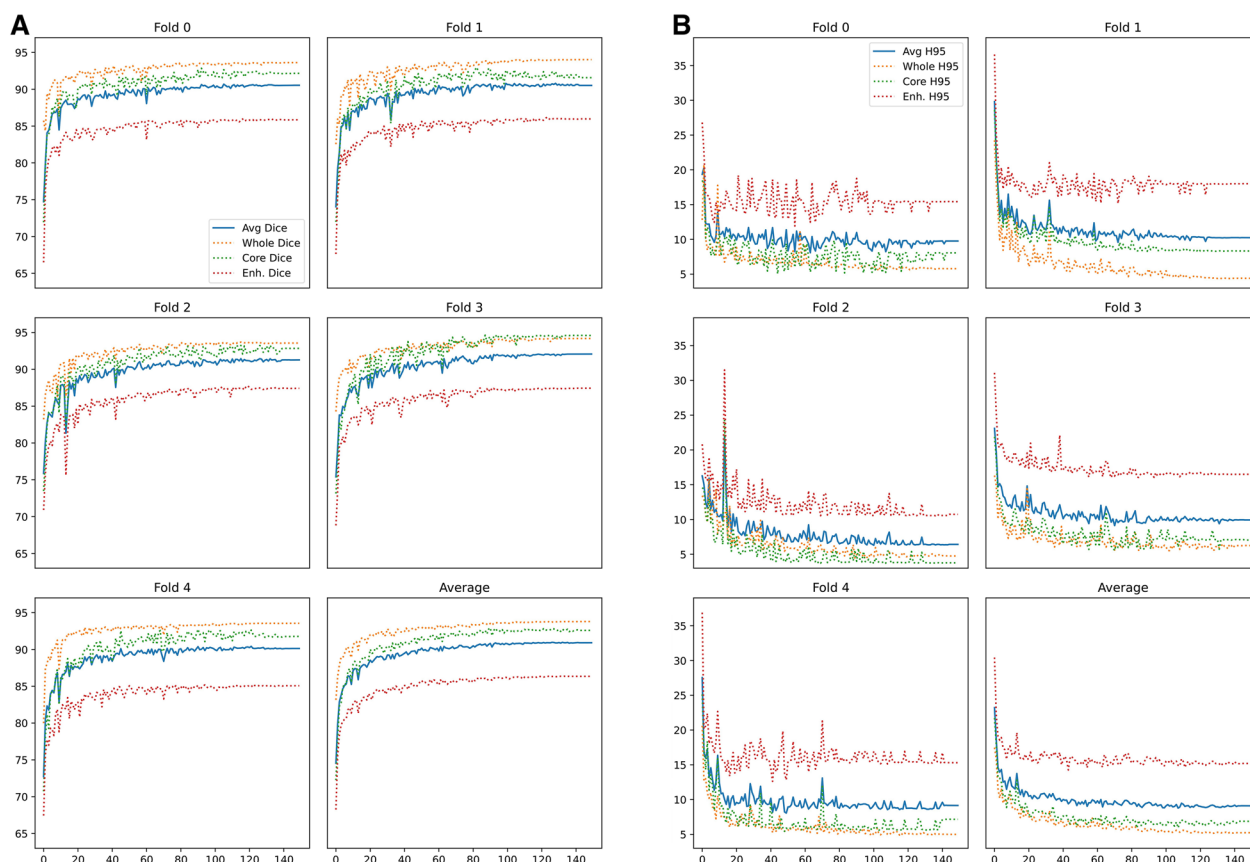 A
Fold 0
Fold 1
95
90
85
80
75
70
65
Avg Dice
Whole Dice
Core Dice
Enh. Dice
Fold 2
Fold 3
95
90
85
80
75
70
65
Fold 4
Average
95
90
85
80
75
70
65
0 20 40 60 80 100 120 140
0 20 40 60 80 100 120 140
B
Fold 0
Fold 1
35
30
25
20
15
10
5
Avg H95
Whole H95
Core H95
Enh. H95
Fold 2
Fold 3
35
30
25
20
15
10
5
Fold 4
Average
35
30
25
20
15
10
5
0 20 40 60 80 100 120 140
0 20 40 60 80 100 120 140